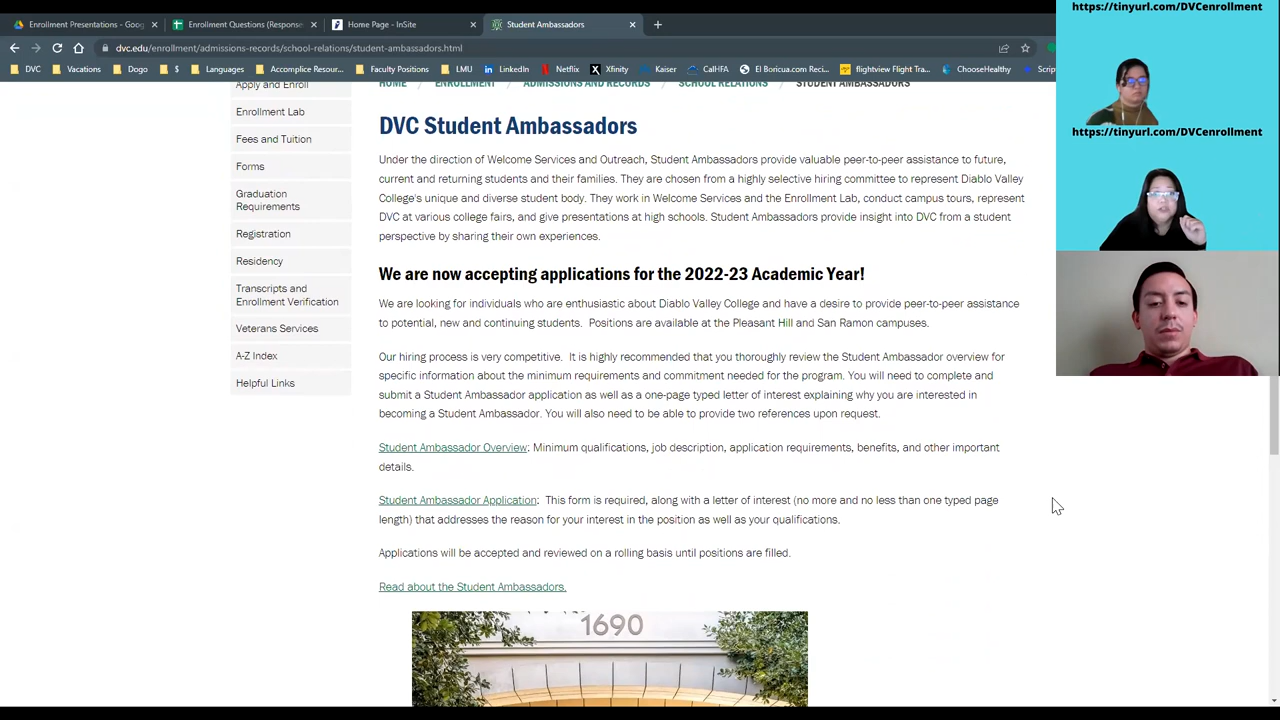 Enrollment Presentations - Goog
Enrollment Questions (Response
Home Page - InSite
Student Ambassadors
dvc.edu/enrollment/admissions-records/school-relations/student-ambassadors.html
DVC
Vacations
Dogo
$
Languages
Accomplice Resour...
Faculty Positions
LMU
LinkedIn
Netflix
Xfinity
Kaiser
CalHFA
El Boricua.com Reci...
flightview Flight Tra...
ChooseHealthy
Scrip
https://tinyurl.com/DVCenrollment
https://tinyurl.com/DVCenrollment
Apply and Enroll
Enrollment Lab
Fees and Tuition
Forms
Graduation
Requirements
Registration
Residency
Transcripts and
Enrollment Verification
Veterans Services
A-Z Index
Helpful Links
HOME / ENROLLMENT / ADMISSIONS AND RECORDS / SCHOOL RELATIONS / STUDENT AMBASSADORS
DVC Student Ambassadors
Under the direction of Welcome Services and Outreach, Student Ambassadors provide valuable peer-to-peer assistance to future,
current and returning students and their families. They are chosen from a highly selective hiring committee to represent Diablo Valley
College's unique and diverse student body. They work in Welcome Services and the Enrollment Lab, conduct campus tours, represent
DVC at various college fairs, and give presentations at high schools. Student Ambassadors provide insight into DVC from a student
perspective by sharing their own experiences.
We are now accepting applications for the 2022-23 Academic Year!
We are looking for individuals who are enthusiastic about Diablo Valley College and have a desire to provide peer-to-peer assistance
to potential, new and continuing students. Positions are available at the Pleasant Hill and San Ramon campuses.
Our hiring process is very competitive. It is highly recommended that you thoroughly review the Student Ambassador overview for
specific information about the minimum requirements and commitment needed for the program. You will need to complete and
submit a Student Ambassador application as well as a one-page typed letter of interest explaining why you are interested in
becoming a Student Ambassador. You will also need to be able to provide two references upon request.
Student Ambassador Overview: Minimum qualifications, job description, application requirements, benefits, and other important
details.
Student Ambassador Application: This form is required, along with a letter of interest (no more and no less than one typed page
length) that addresses the reason for your interest in the position as well as your qualifications.
Applications will be accepted and reviewed on a rolling basis until positions are filled.
Read about the Student Ambassadors.
1690